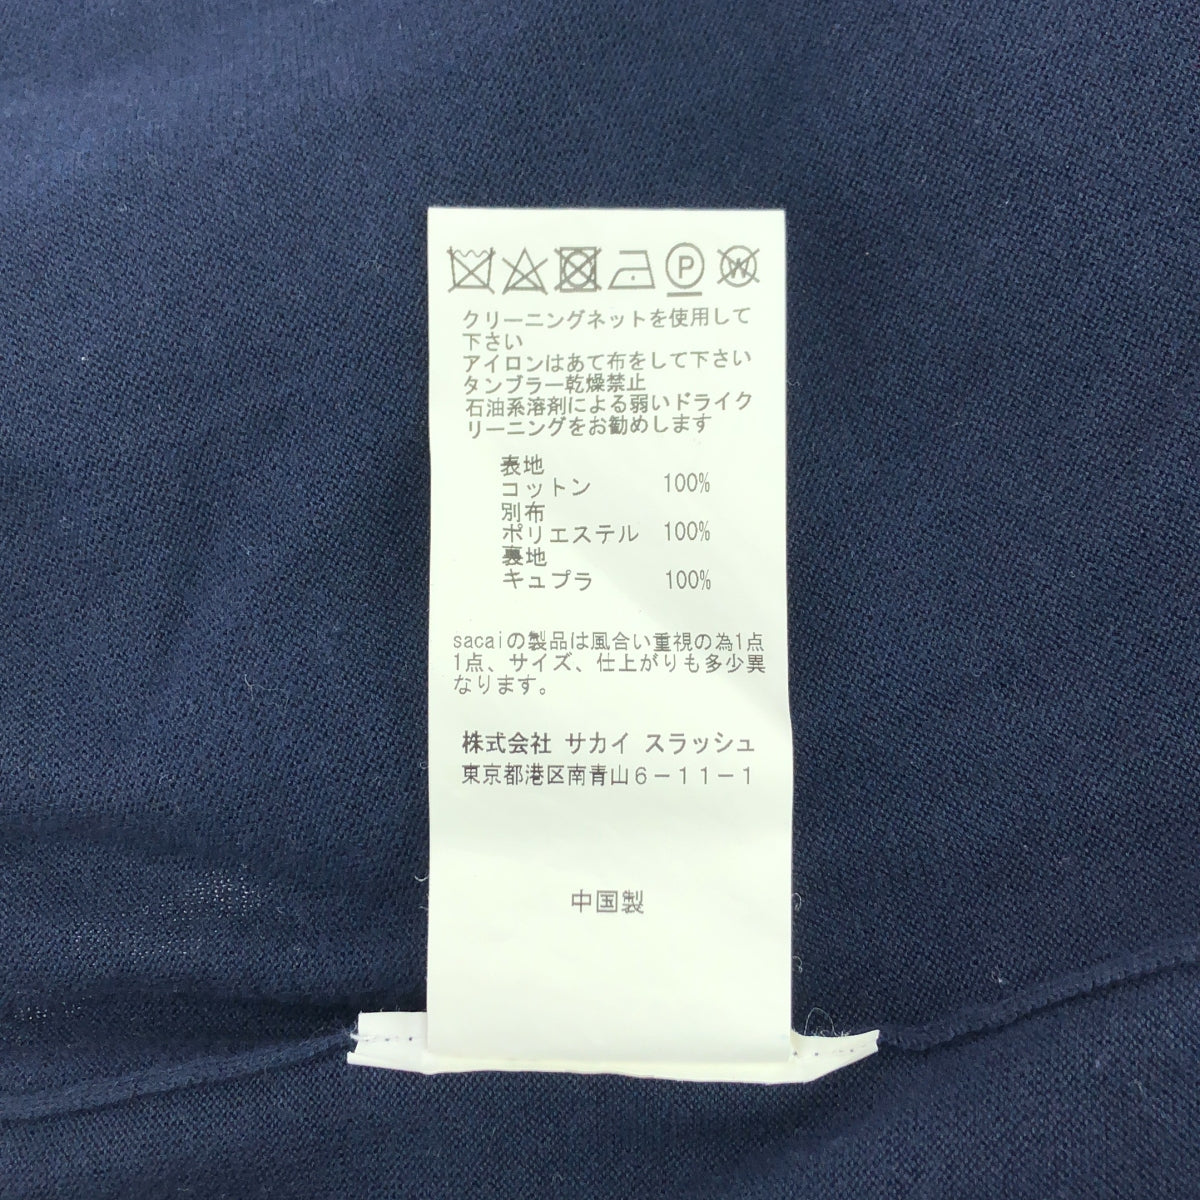 P W
クリーニングネットを使用して
下さい
アイロンはあて布をして下さい
タンブラー乾燥禁止
石油系溶剤による弱いドライク
リーニングをお勧めします
表地
コットン 100%
別布
ポリエステル 100%
裏地
キュプラ 100%
sacaiの製品は風合い重視の為1点
1点、サイズ、仕上がりも多少異
なります。
株式会社 サカイ スラッシュ
東京都港区南青山6－11－1
中国製